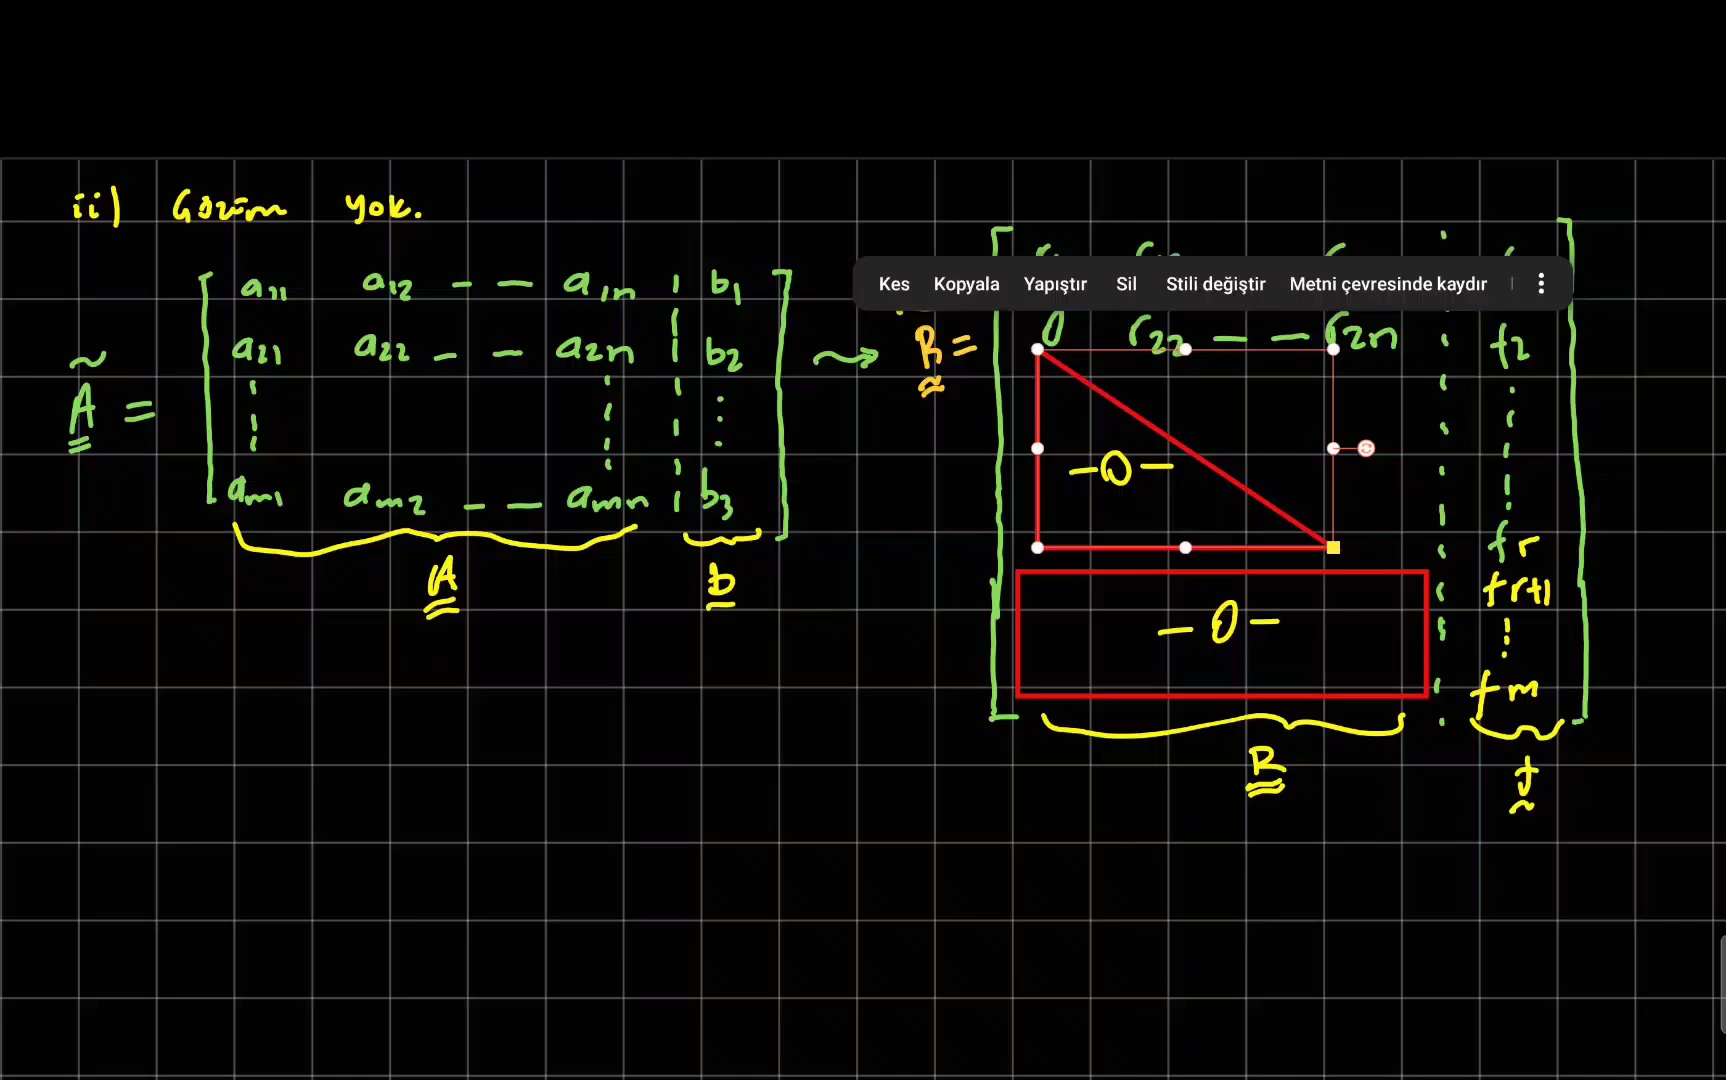 ii) Çözüm yok.
Ã = [ a11 a12 - - a1n | b1
a21 a22 - - a2n | b2
am1 am2 - - amn | b3 ]
A b
Kes Kopyala Yapıştır Sil Stili değiştir Metni çevresinde kaydır
R = 0 r22 - - r2n f2
-0- fr
-0- fr+1
fm
R f